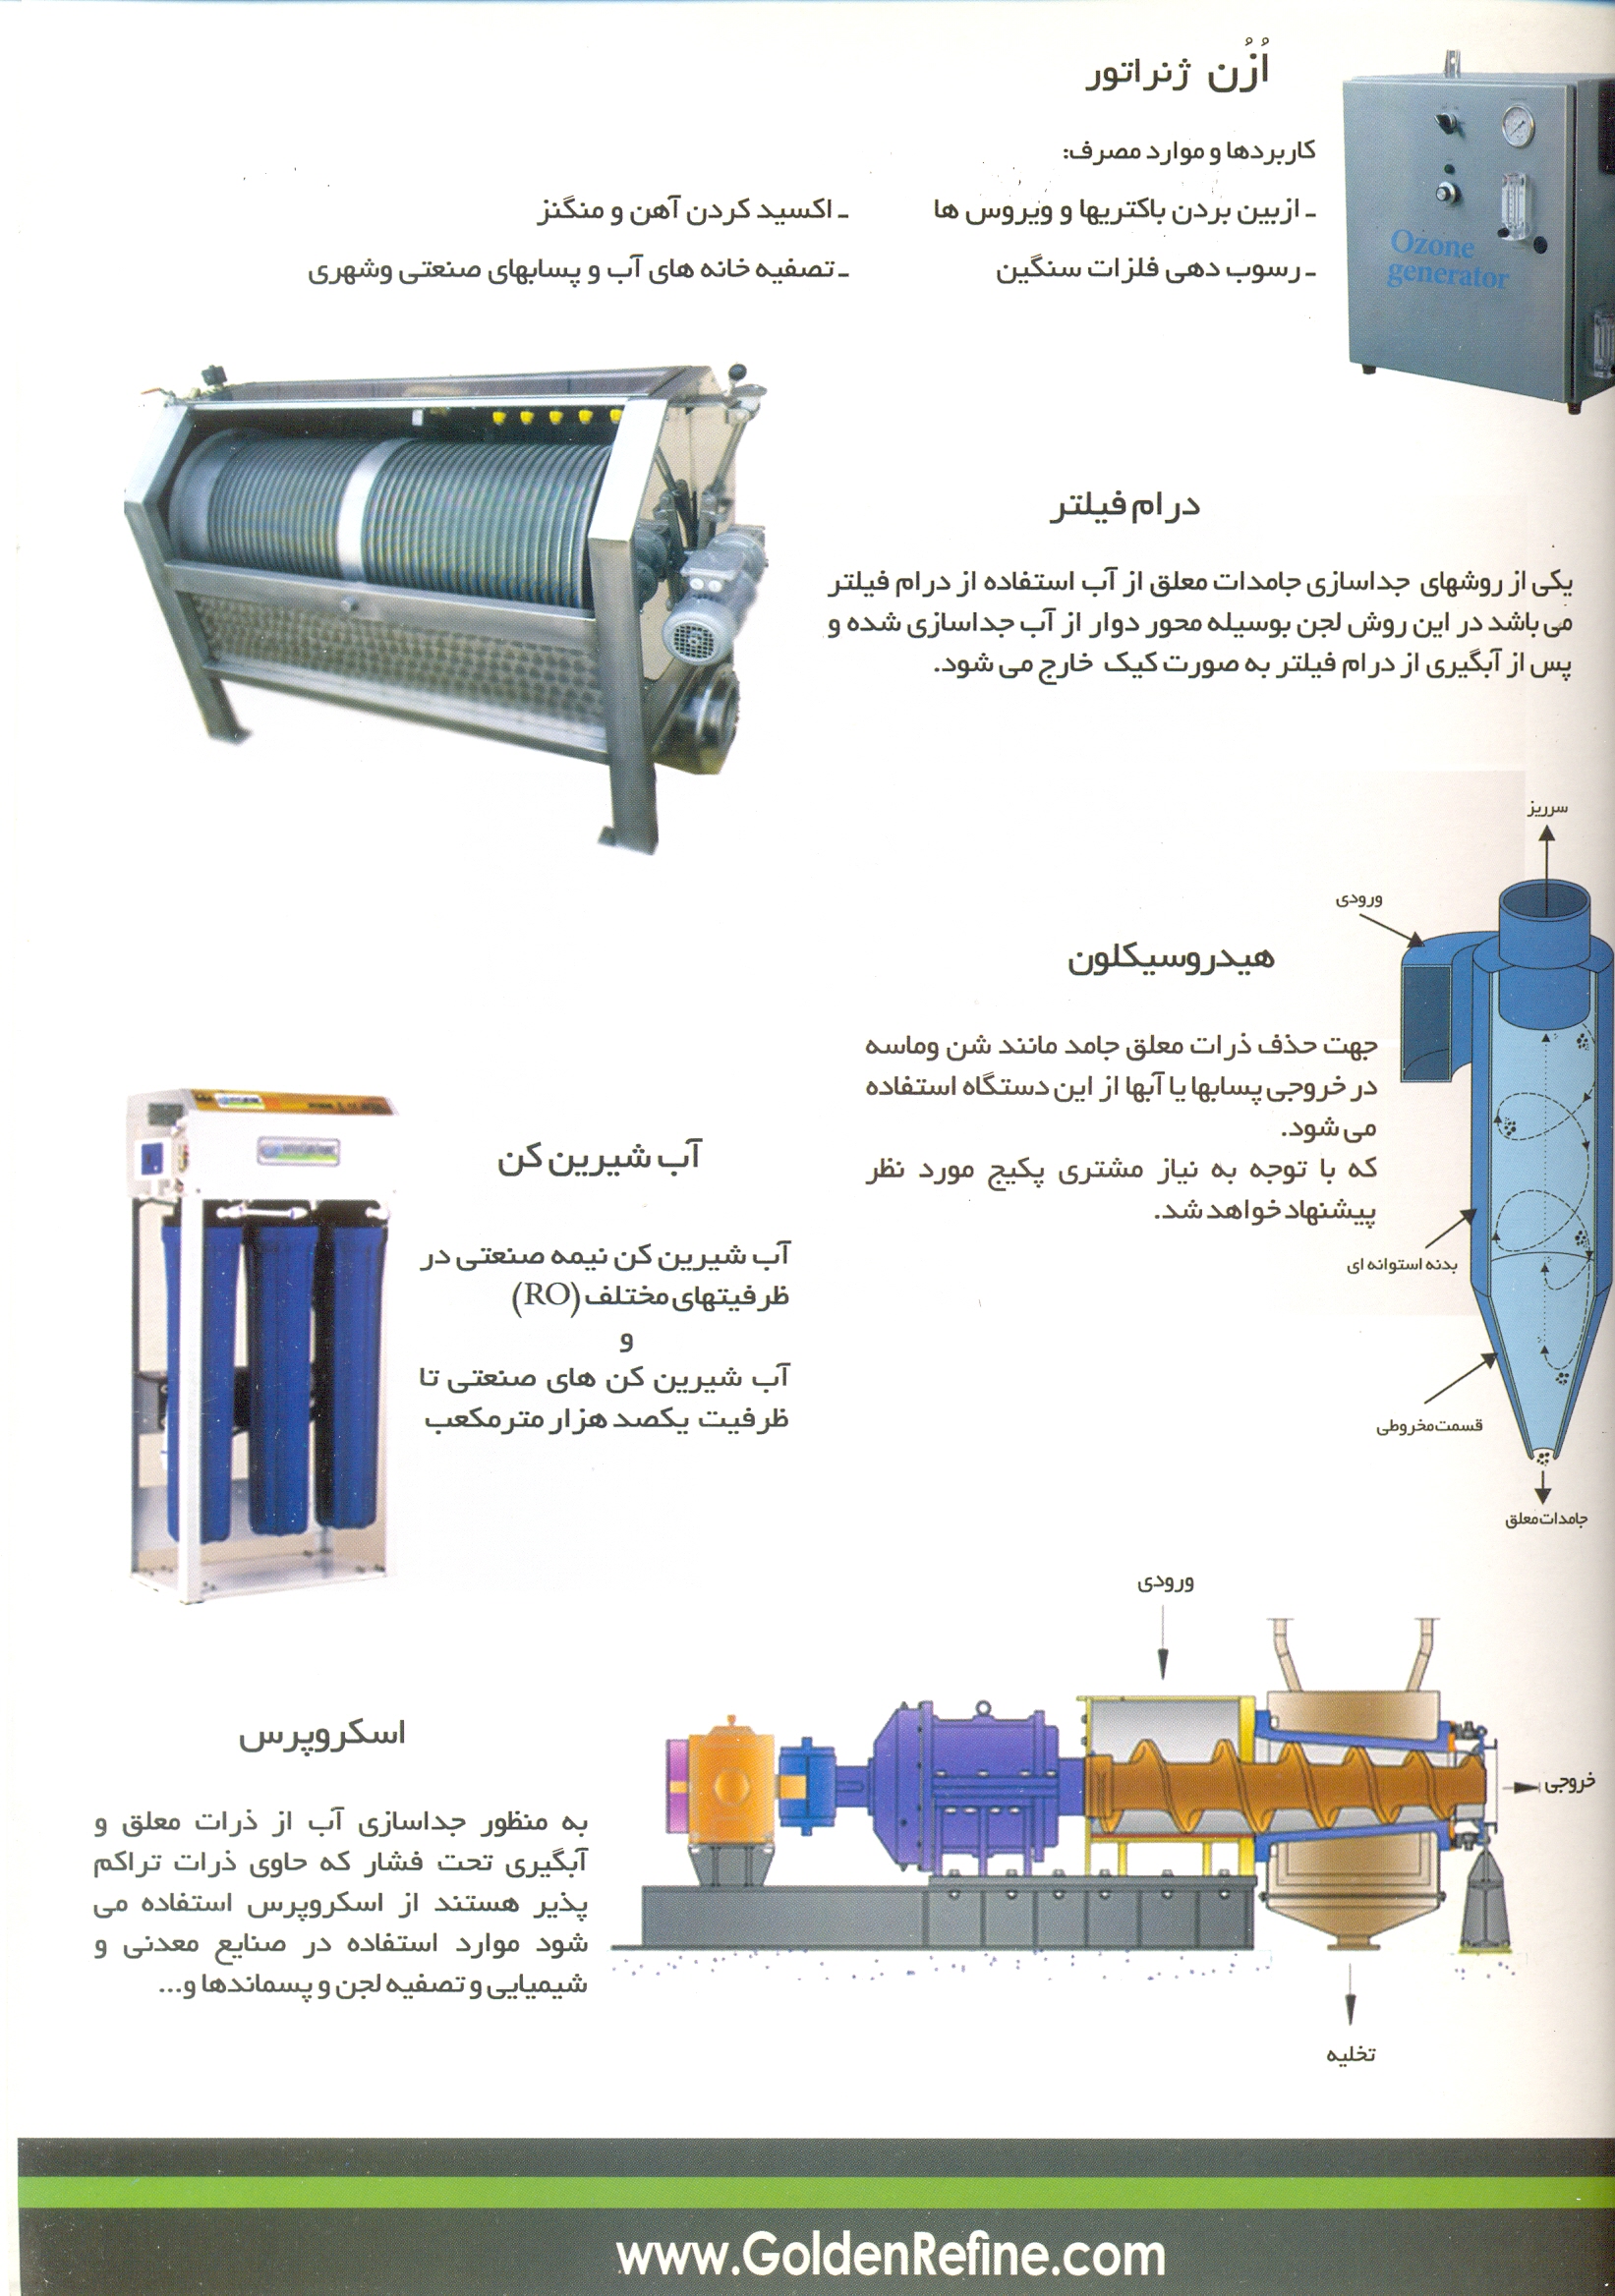 اُزُن ژنراتور
کاربردها و موارد مصرف:
ـ ازبین بردن باکتریها و ویروس ها
ـ اکسید کردن آهن و منگنز
ـ رسوب دهی فلزات سنگین
ـ تصفیه خانه های آب و پسابهای صنعتی وشهری
Ozone
generator
درام فیلتر
یکی از روشهای جداسازی جامدات معلق از آب استفاده از درام فیلتر
می باشد در این روش لجن بوسیله محور دوار از آب جداسازی شده و
پس از آبگیری از درام فیلتر به صورت کیک خارج می شود.
سرریز
ورودی
هیدروسیکلون
جهت حذف ذرات معلق جامد مانند شن وماسه
در خروجی پسابها یا آبها از این دستگاه استفاده
می شود.
که با توجه به نیاز مشتری پکیج مورد نظر
پیشنهاد خواهد شد.
بدنه استوانه ای
قسمت مخروطی
جامدات معلق
آب شیرین کن
آب شیرین کن نیمه صنعتی در
ظرفیتهای مختلف (RO)
و
آب شیرین کن های صنعتی تا
ظرفیت یکصد هزار مترمکعب
ورودی
خروجی
تخلیه
اسکروپرس
به منظور جداسازی آب از ذرات معلق و
آبگیری تحت فشار که حاوی ذرات تراکم
پذیر هستند از اسکروپرس استفاده می
شود موارد استفاده در صنایع معدنی و
شیمیایی و تصفیه لجن و پسماندها و...
www.GoldenRefine.com